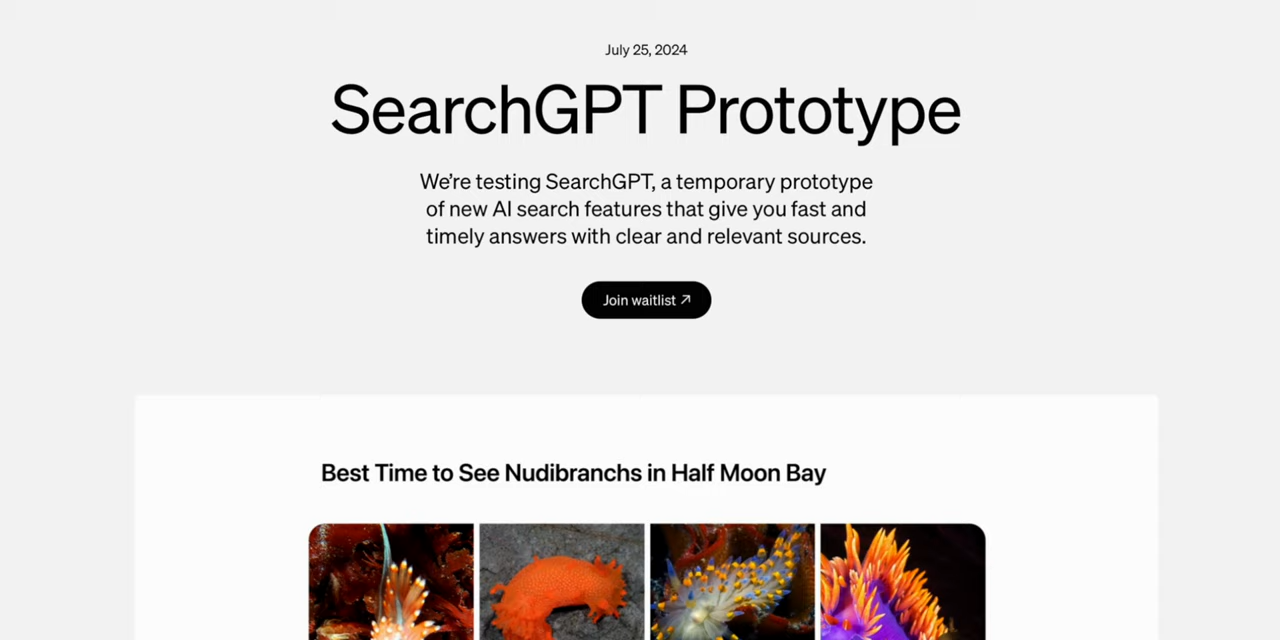 July 25, 2024
SearchGPT Prototype
We’re testing SearchGPT, a temporary prototype
of new AI search features that give you fast and
timely answers with clear and relevant sources.
Join waitlist ↗
Best Time to See Nudibranchs in Half Moon Bay